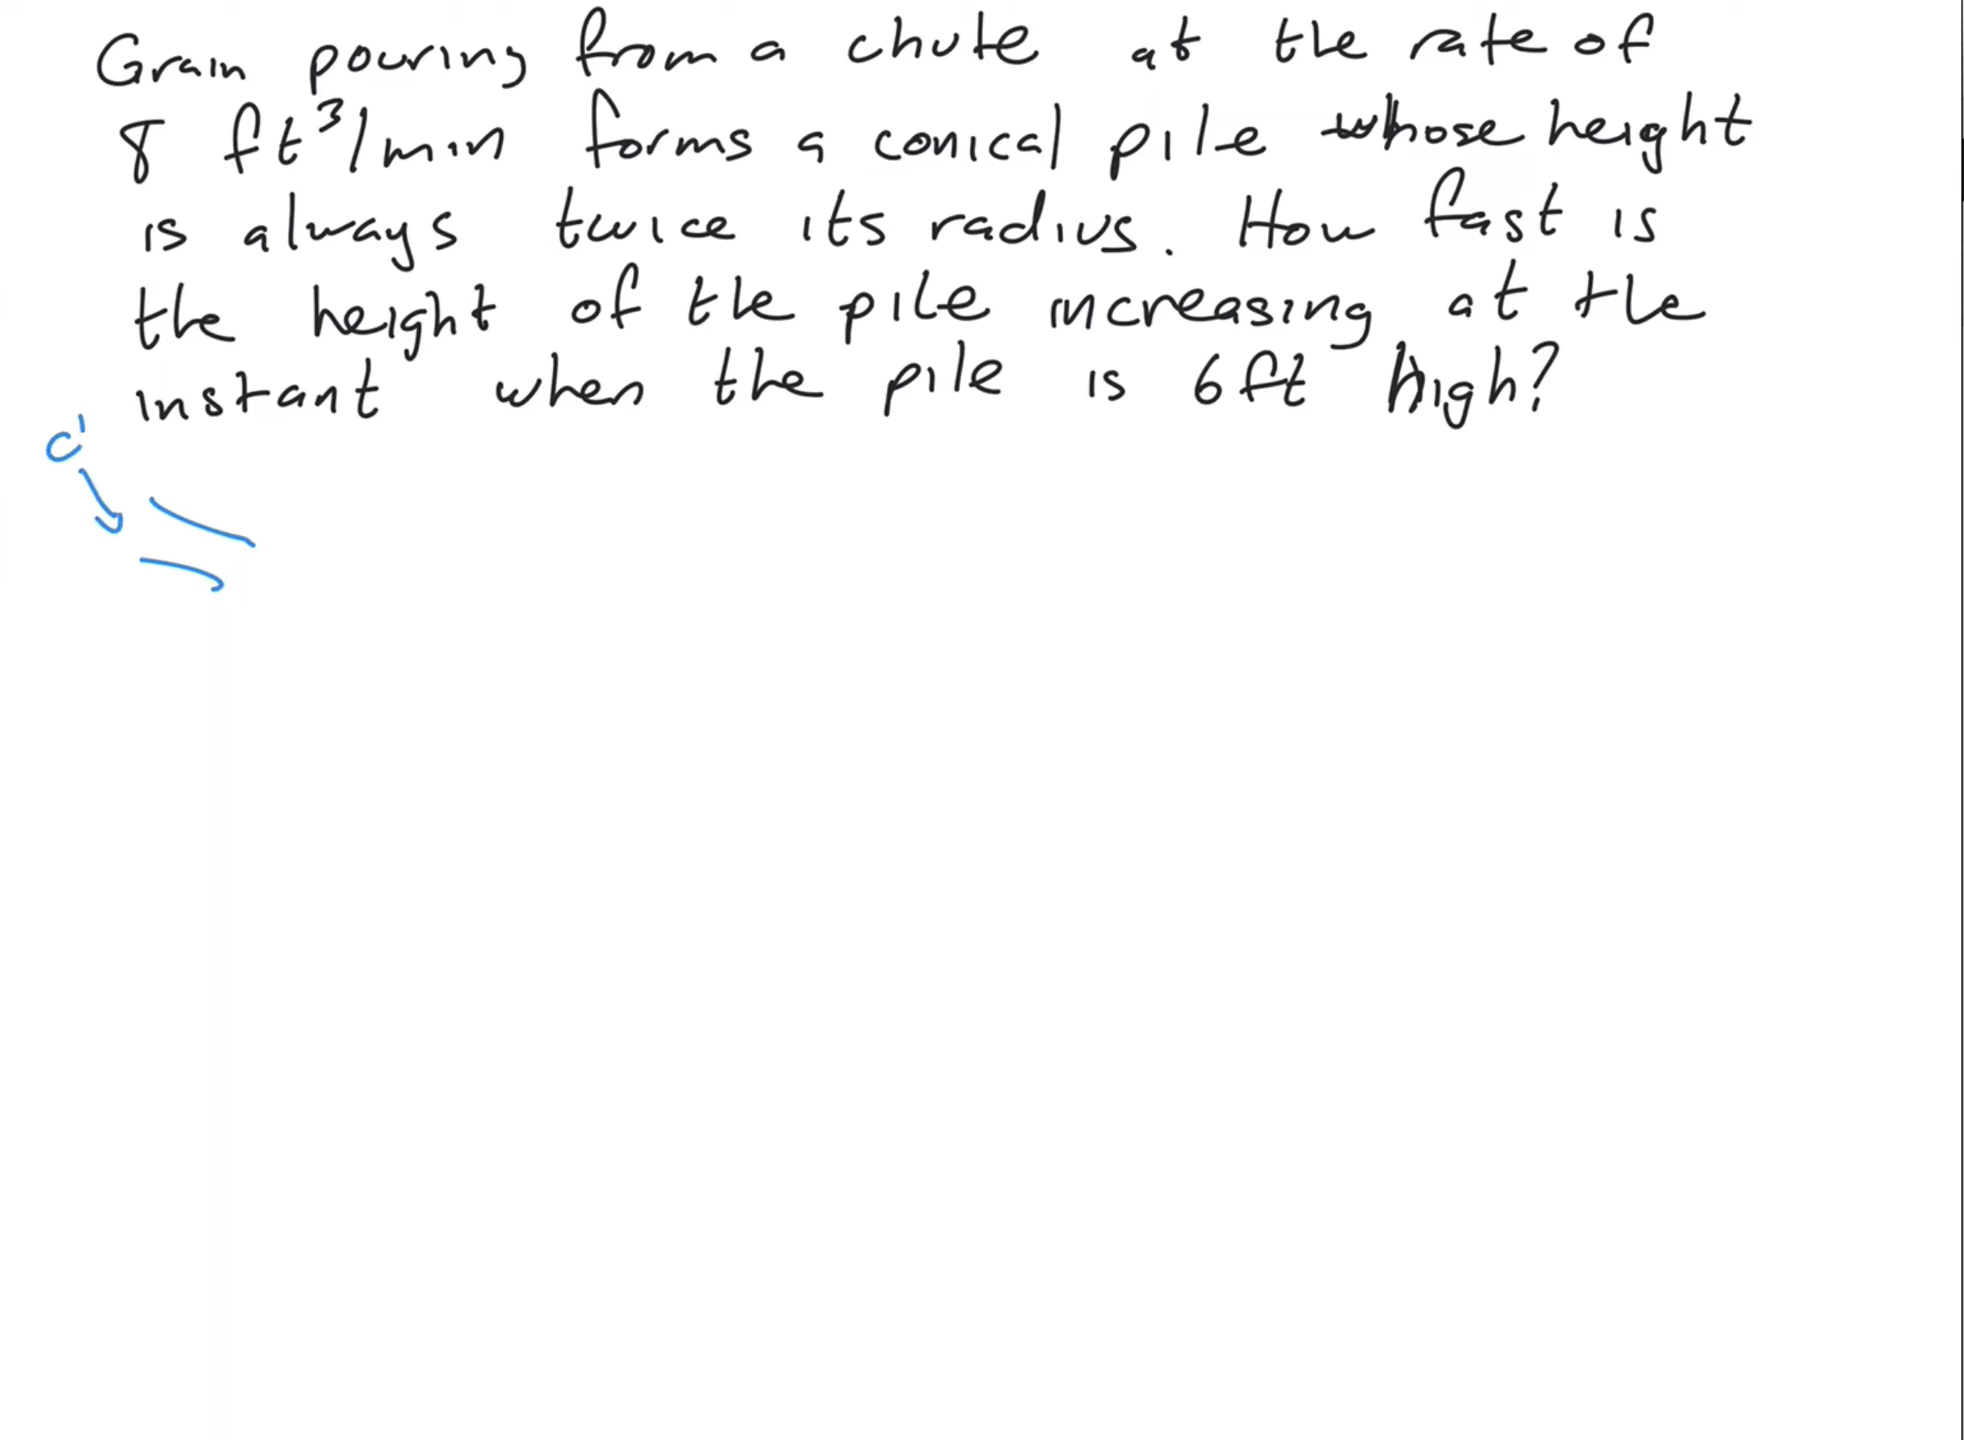 Grain pouring from a chute at the rate of
8 ft³/min forms a conical pile whose height
is always twice its radius. How fast is
the height of the pile increasing at the
instant when the pile is 6ft high?
c'